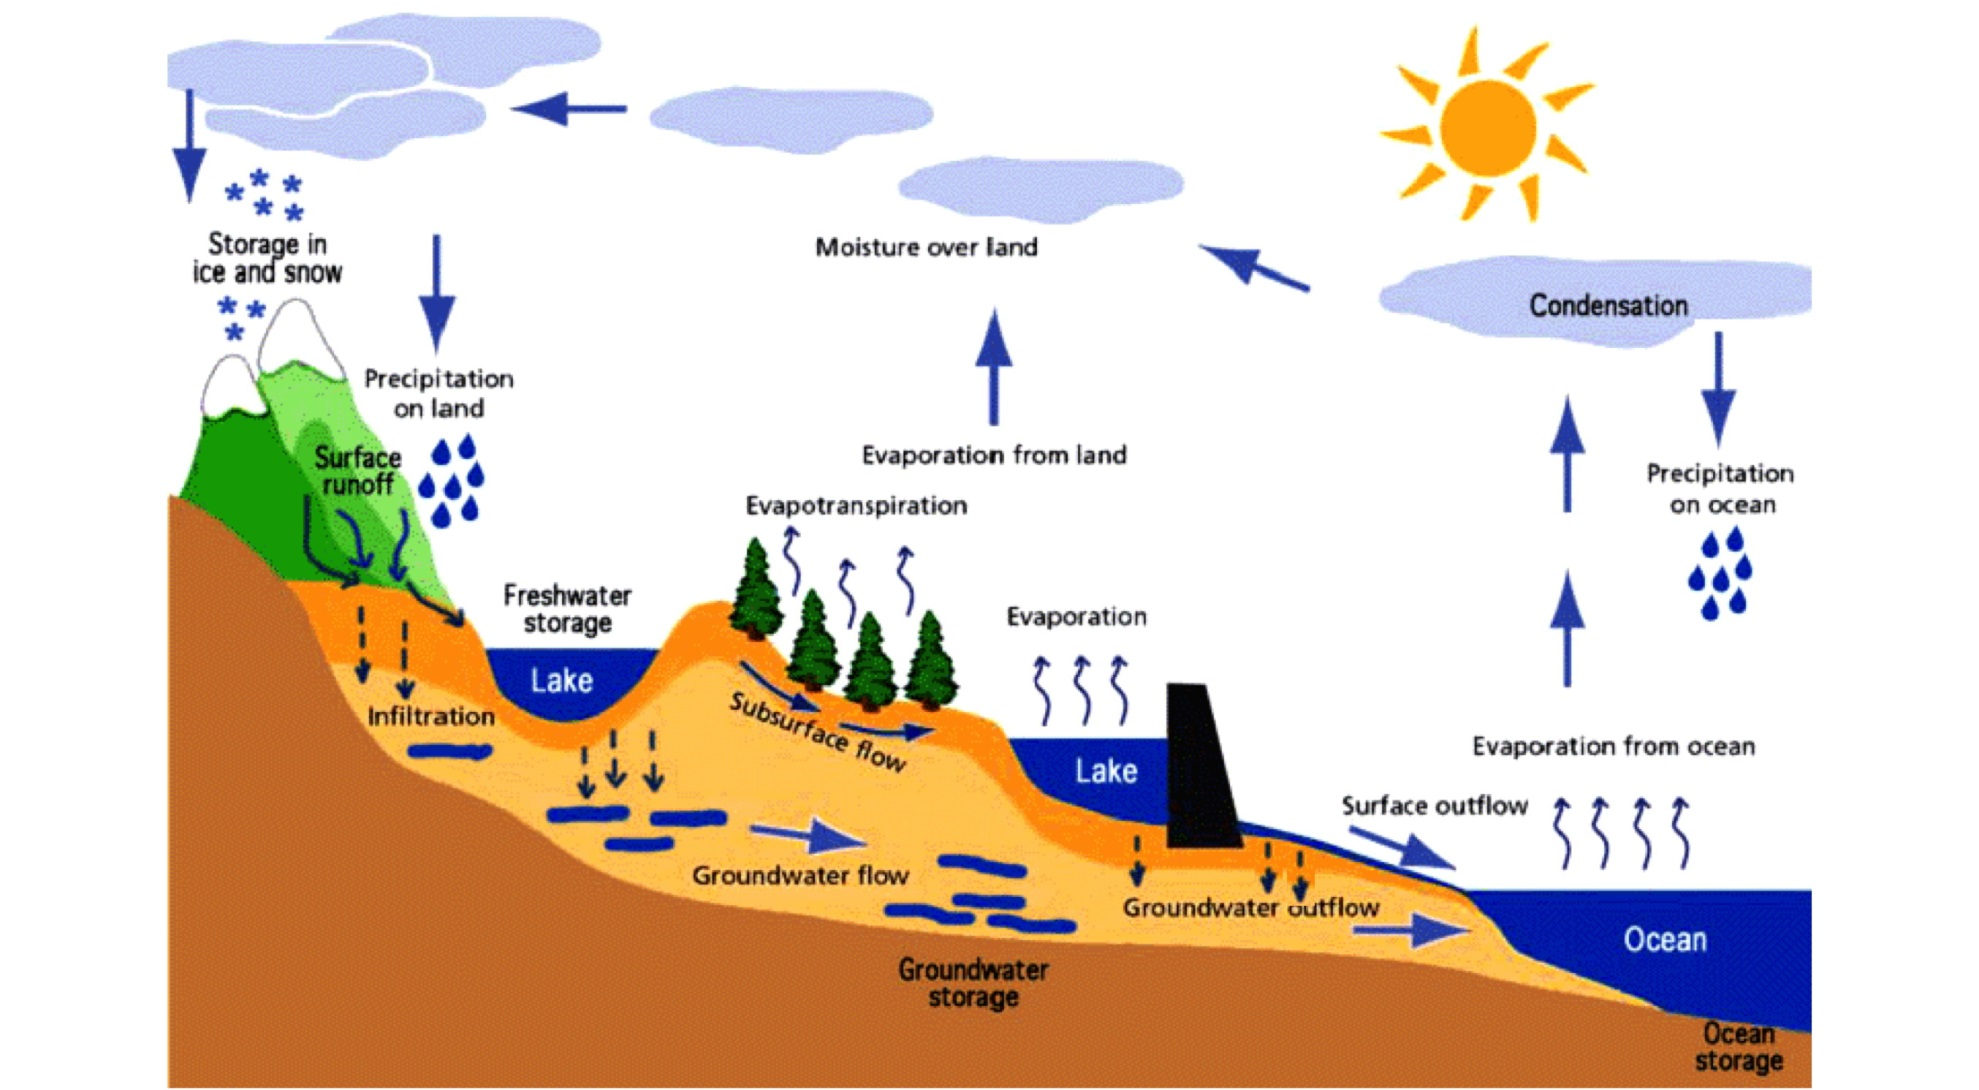 Storage in
ice and snow
Moisture over land
Condensation
Precipitation
on land
Surface
runoff
Evaporation from land
Precipitation
on ocean
Evapotranspiration
Freshwater
storage
Evaporation
Lake
Infiltration
Subsurface flow
Lake
Evaporation from ocean
Surface outflow
Groundwater flow
Groundwater outflow
Ocean
Groundwater
storage
Ocean
storage